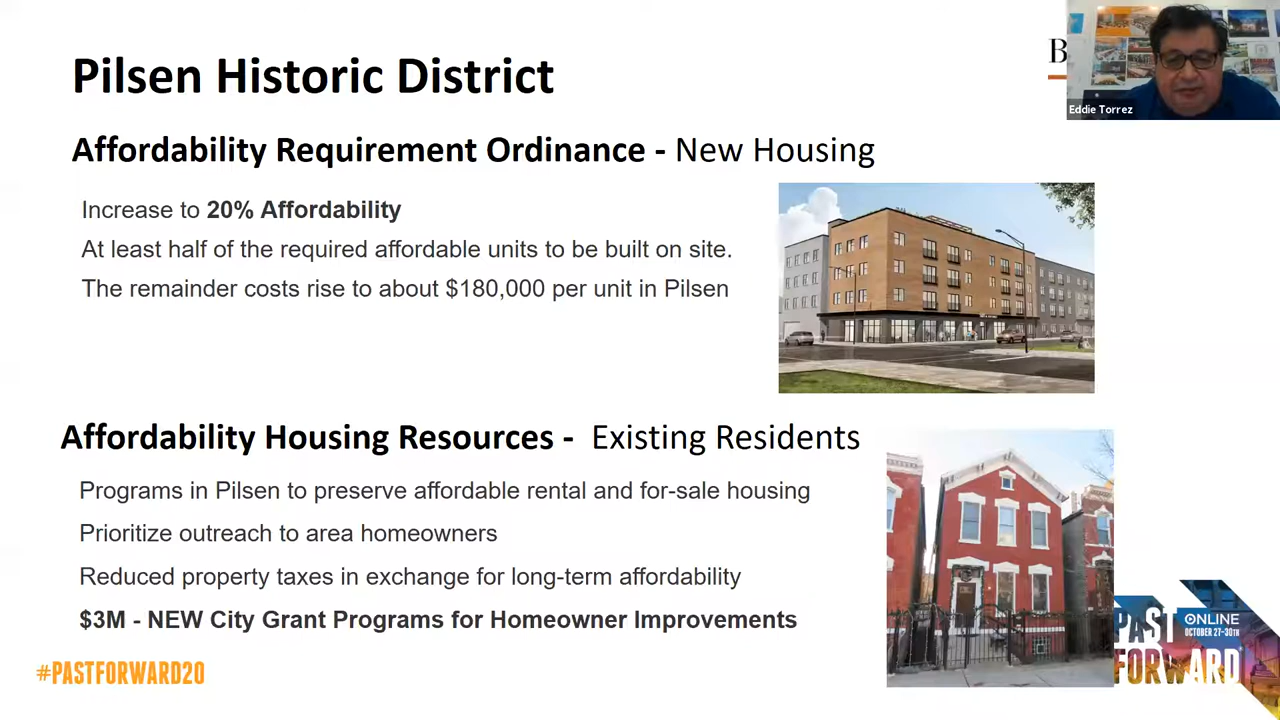 Pilsen Historic District
B
Eddie Torrez
Affordability Requirement Ordinance - New Housing
Increase to 20% Affordability
At least half of the required affordable units to be built on site.
The remainder costs rise to about $180,000 per unit in Pilsen
Affordability Housing Resources - Existing Residents
Programs in Pilsen to preserve affordable rental and for-sale housing
Prioritize outreach to area homeowners
Reduced property taxes in exchange for long-term affordability
$3M - NEW City Grant Programs for Homeowner Improvements
#PASTFORWARD20
PAST
FORWARD
ONLINE
OCTOBER 27-30TH